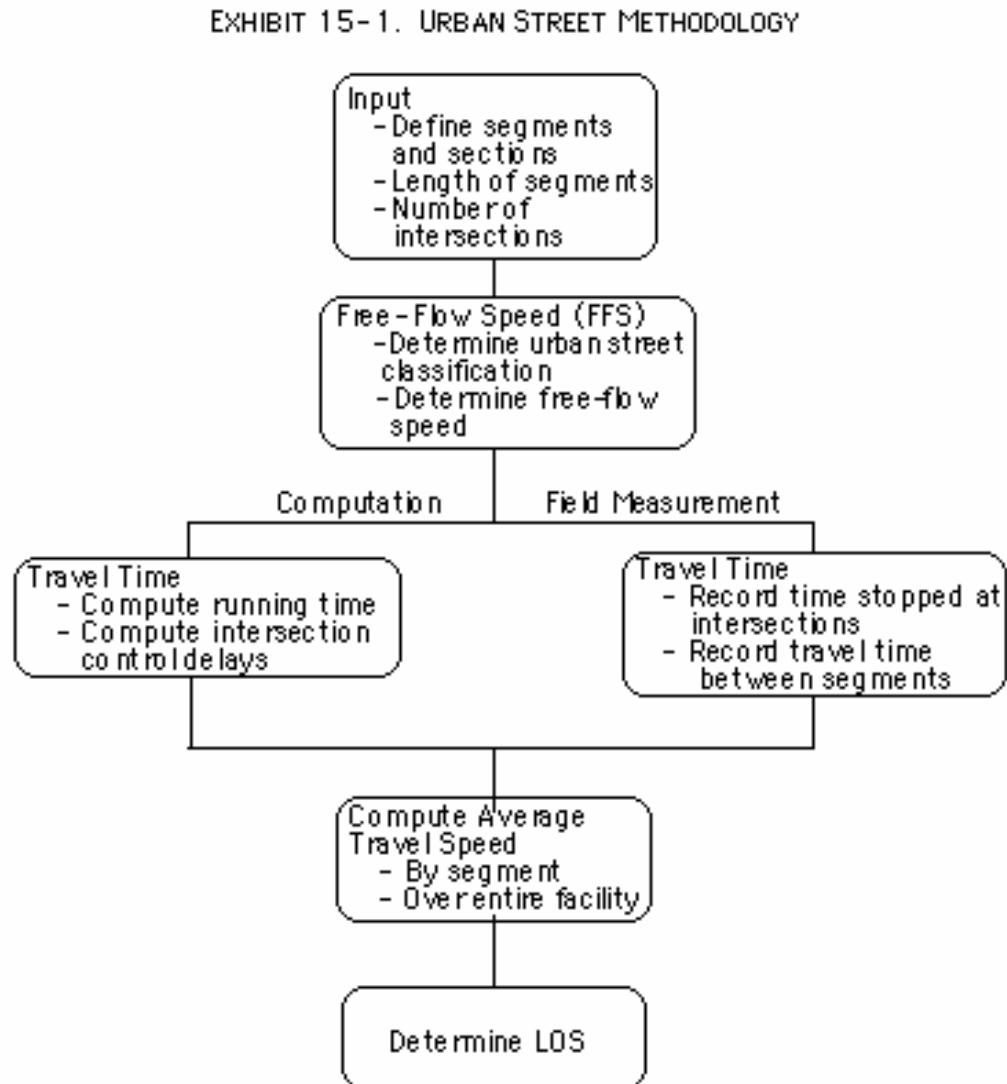 EXHIBIT 15-1. URBAN STREET METHODOLOGY
Input
- Define segments
and sections
- Length of segments
- Number of
intersections
Free-Flow Speed (FFS)
- Determine urban street
classification
- Determine free-flow
speed
Computation
Field Measurement
Travel Time
- Compute running time
- Compute intersection
control delays
Travel Time
- Record time stopped at
intersections
- Record travel time
between segments
Compute Average
Travel Speed
- By segment
- Over entire facility
Determine LOS